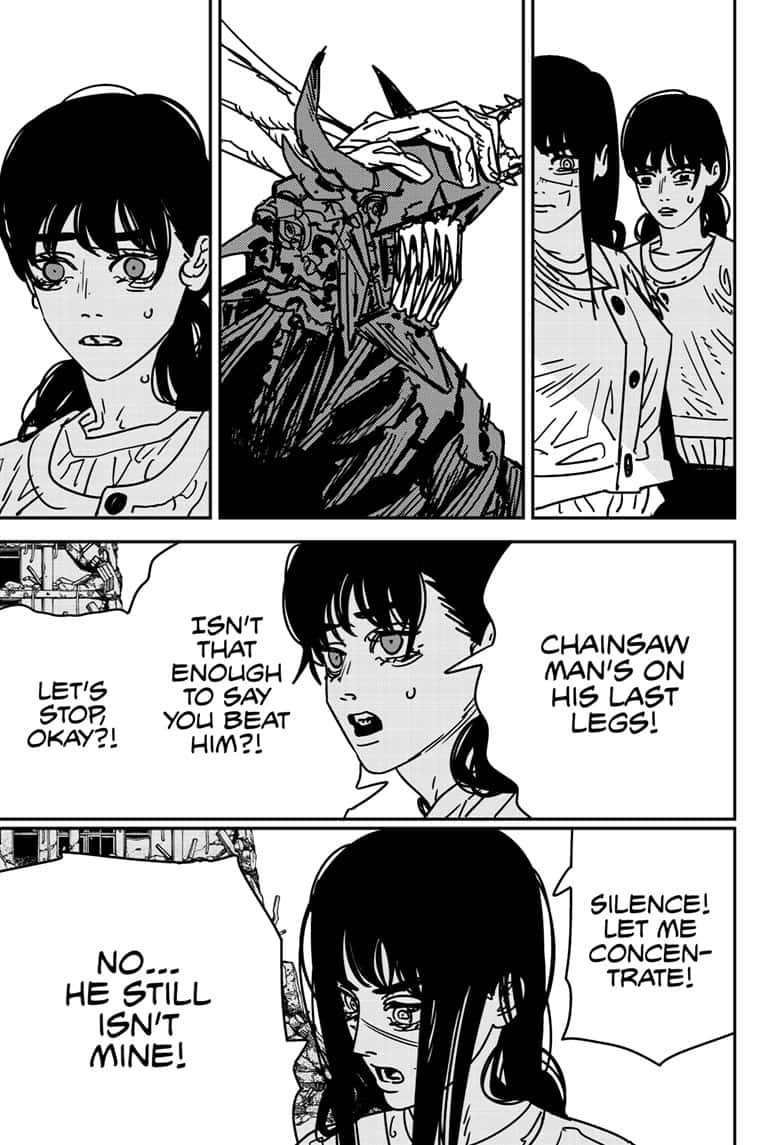 CHAINSAW
MAN'S ON
HIS LAST
LEGS!
ISN'T
THAT
ENOUGH
TO SAY
YOU BEAT
HIM?!
LET'S
STOP,
OKAY?!
SILENCE!
LET ME
CONCEN-
TRATE!
NO...
HE STILL
ISN'T
MINE!